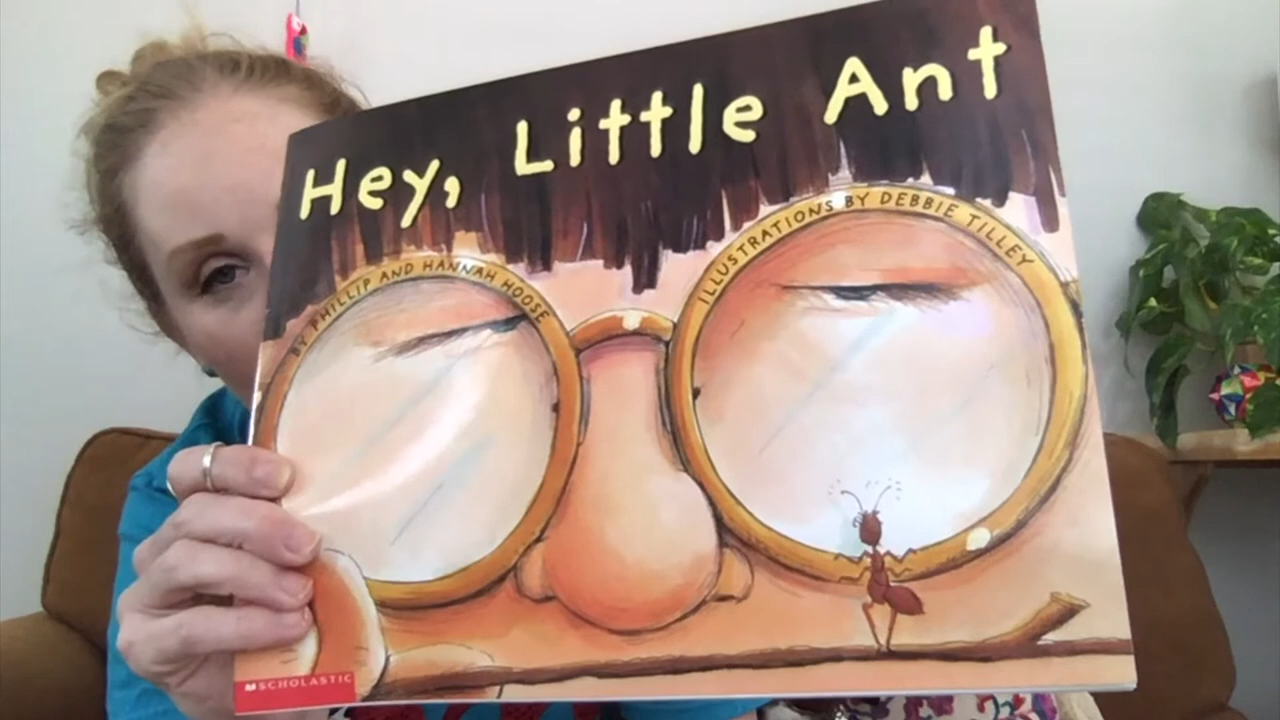 Hey, Little Ant
BY PHILLIP AND HANNAH HOOSE
ILLUSTRATIONS BY DEBBIE TILLEY
SCHOLASTIC